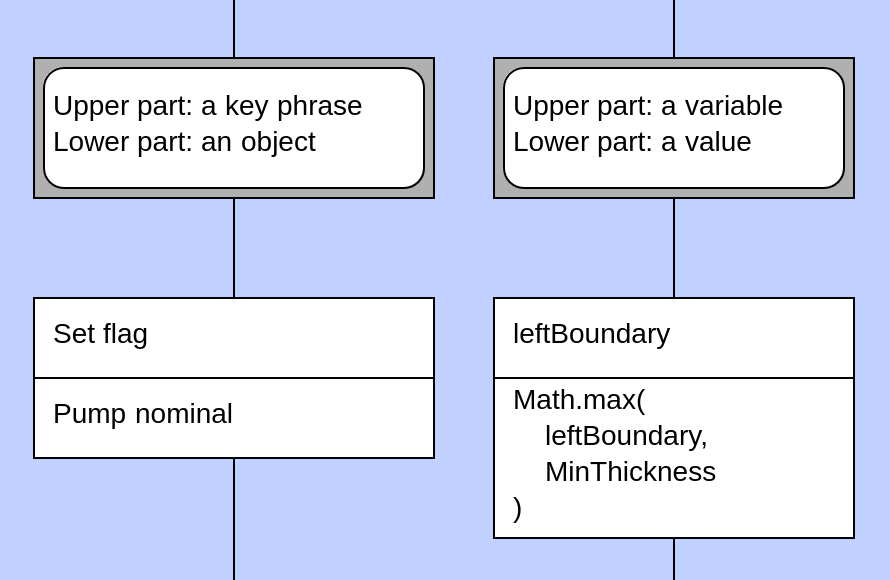 Upper part: a key phrase
Lower part: an object
Set flag
Pump nominal
Upper part: a variable
Lower part: a value
leftBoundary
Math.max(
    leftBoundary,
    MinThickness
)